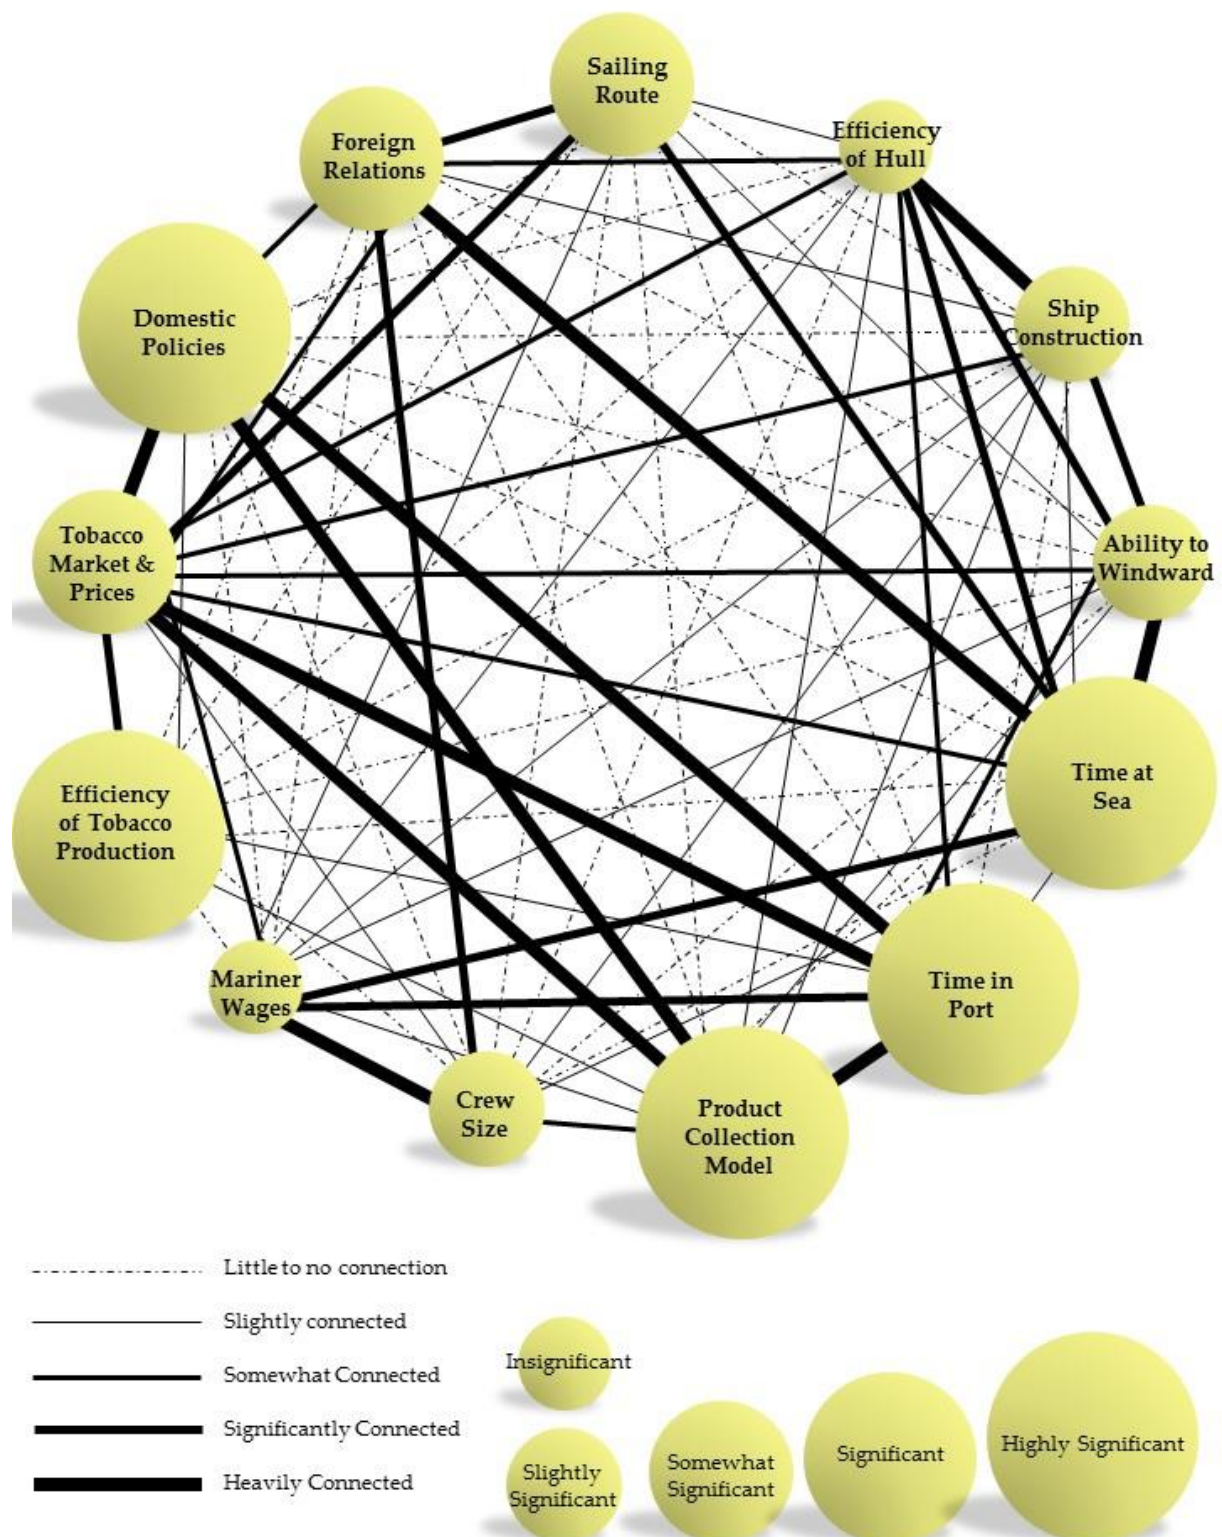 Sailing
Route
Foreign
Relations
Efficiency
of Hull
Domestic
Policies
Ship
Construction
Tobacco
Market &
Prices
Ability to
Windward
Efficiency
of Tobacco
Production
Time at
Sea
Mariner
Wages
Time in
Port
Crew
Size
Product
Collection
Model
Little to no connection
Slightly connected
Somewhat Connected
Significantly Connected
Heavily Connected
Insignificant
Slightly
Significant
Somewhat
Significant
Significant
Highly Significant